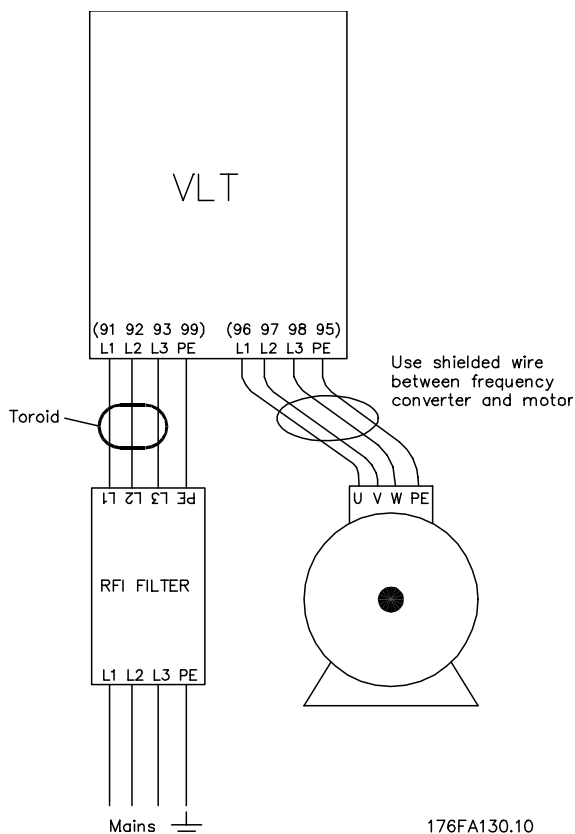 VLT
(91 92 93 99) (96 97 98 95)
L1 L2 L3 PE L1 L2 L3 PE
Use shielded wire
between frequency
converter and motor
Toroid
L1 L2 L3 PE
U V W PE
RFI FILTER
L1 L2 L3 PE
Mains
176FA130.10